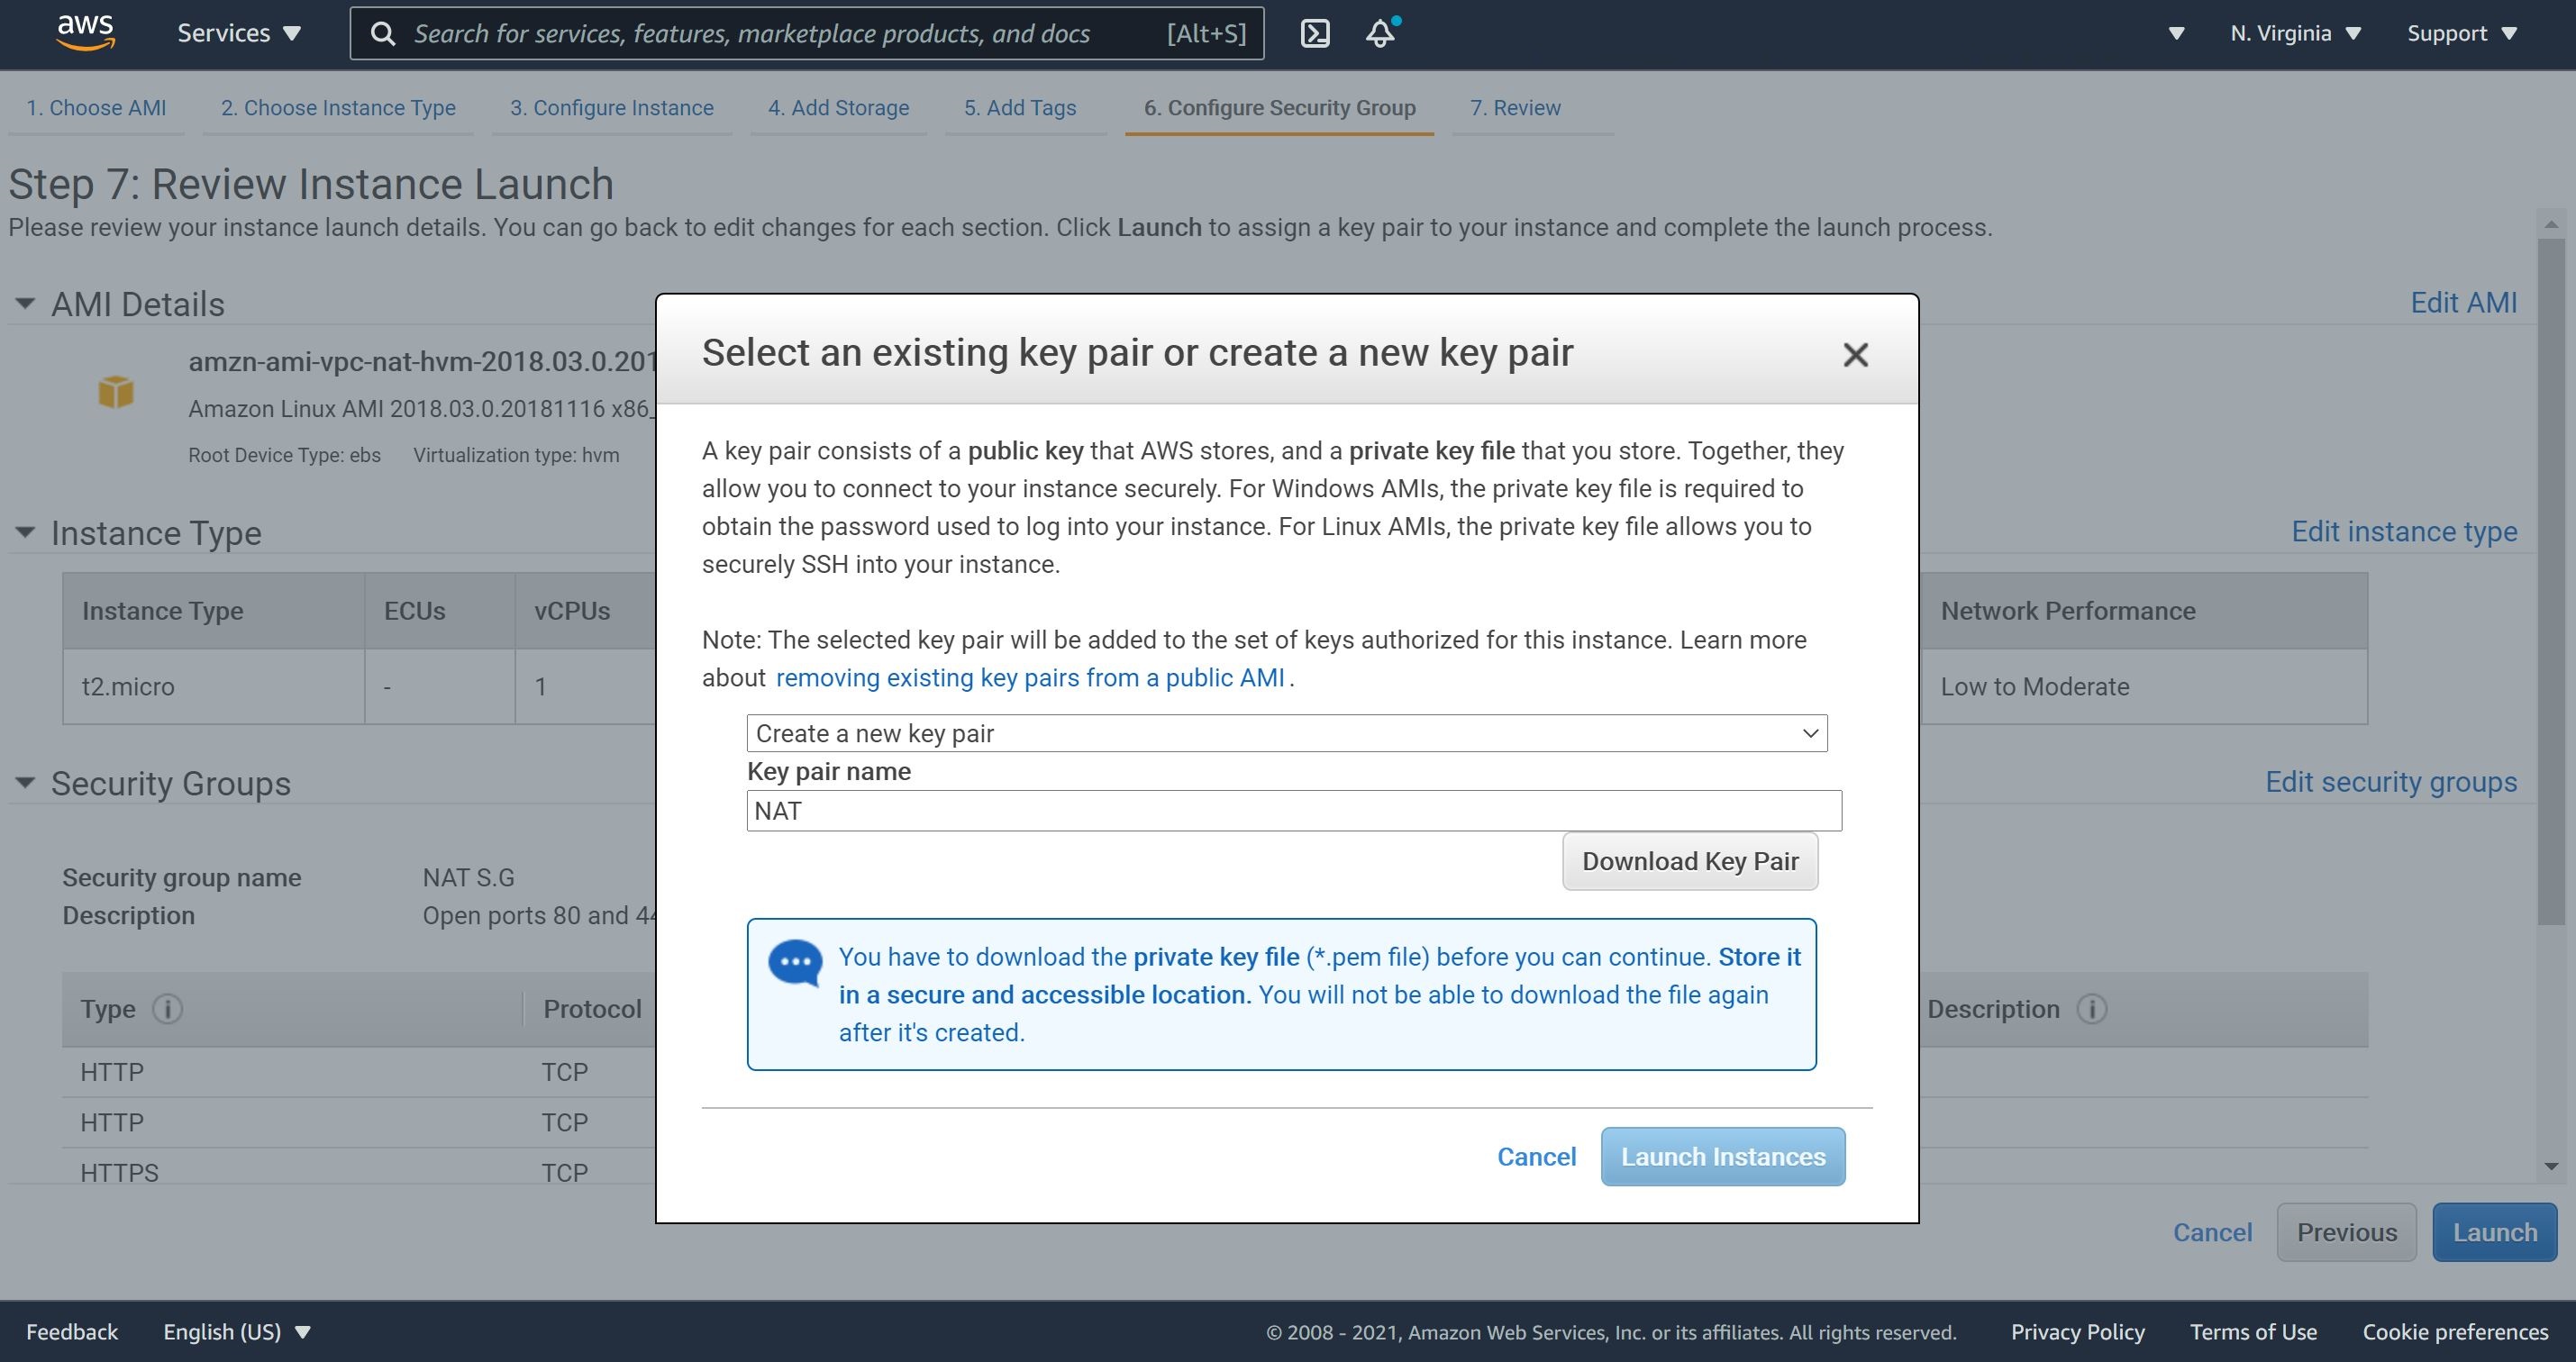 aws
Services
Search for services, features, marketplace products, and docs [Alt+S]
N. Virginia
Support
1. Choose AMI
2. Choose Instance Type
3. Configure Instance
4. Add Storage
5. Add Tags
6. Configure Security Group
7. Review
Step 7: Review Instance Launch
Please review your instance launch details. You can go back to edit changes for each section. Click Launch to assign a key pair to your instance and complete the launch process.
AMI Details
Edit AMI
amzn-ami-vpc-nat-hvm-2018.03.0.201
Amazon Linux AMI 2018.03.0.20181116 x86_
Root Device Type: ebs Virtualization type: hvm
Instance Type
Edit instance type
Instance Type ECUs vCPUs Network Performance
t2.micro - 1 Low to Moderate
Security Groups
Edit security groups
Security group name NAT S.G
Description Open ports 80 and 44
Type Protocol Description
HTTP TCP
HTTP TCP
HTTPS TCP
Select an existing key pair or create a new key pair
A key pair consists of a public key that AWS stores, and a private key file that you store. Together, they
allow you to connect to your instance securely. For Windows AMIs, the private key file is required to
obtain the password used to log into your instance. For Linux AMIs, the private key file allows you to
securely SSH into your instance.
Note: The selected key pair will be added to the set of keys authorized for this instance. Learn more
about removing existing key pairs from a public AMI .
Create a new key pair
Key pair name
NAT
Download Key Pair
You have to download the private key file (*.pem file) before you can continue. Store it
in a secure and accessible location. You will not be able to download the file again
after it's created.
Cancel
Launch Instances
Cancel
Previous
Launch
Feedback
English (US)
© 2008 - 2021, Amazon Web Services, Inc. or its affiliates. All rights reserved.
Privacy Policy
Terms of Use
Cookie preferences